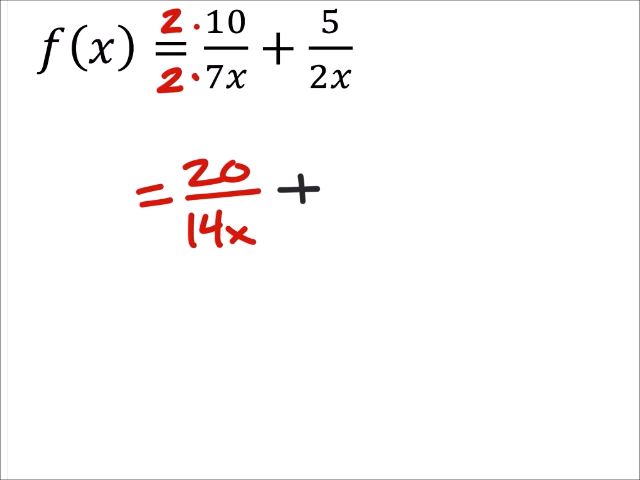 f(x) = 2/2 · 10/7x + 5/2x
= 20/14x +